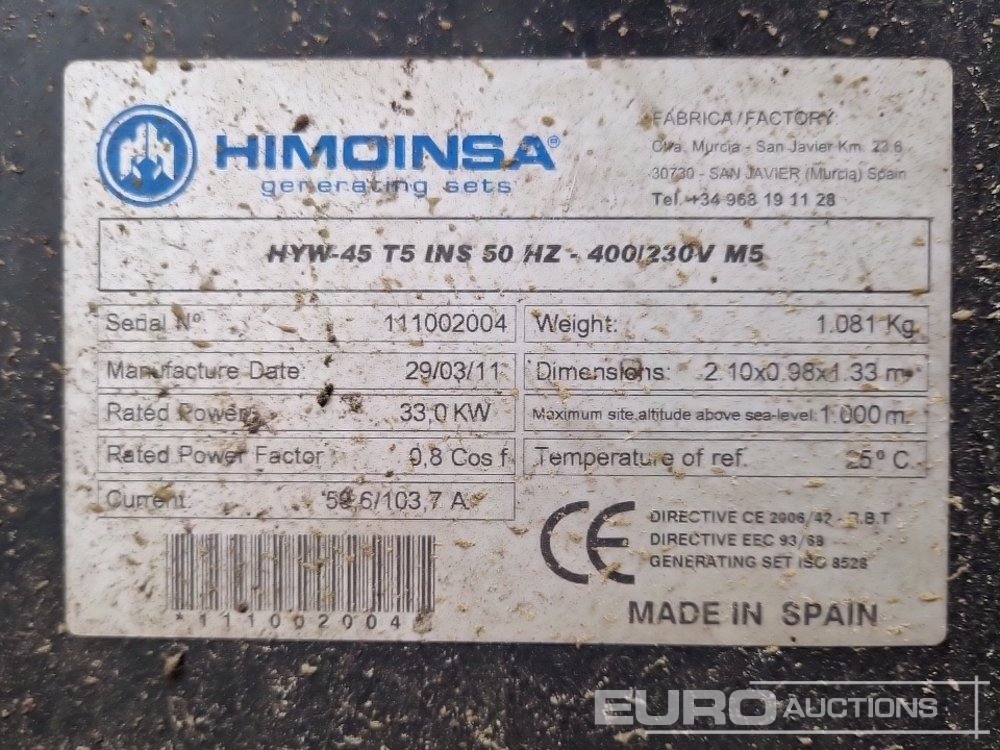 HIMOINSA®
generating sets
FABRICA/FACTORY:
Ctra. Murcia - San Javier Km. 23.6
30730 - SAN JAVIER (Murcia) Spain
Tel. +34 968 19 11 28
HYW-45 T5 INS 50 HZ - 400/230V M5
Serial Nº: 111002004
Weight: 1.081 Kg
Manufacture Date: 29/03/11
Dimensions: 2.10x0.98x1.33 m
Rated Power: 33,0 KW
Maximum site altitude above sea-level: 1.000 m.
Rated Power Factor : 0,8 Cos f
Temperature of ref. 25º C.
Current: 59,6/103,7 A.
CE
DIRECTIVE CE 2006/42 - B.T
DIRECTIVE EEC 93/68
GENERATING SET ISO 8528
*111002004*
MADE IN SPAIN
EURO AUCTIONS